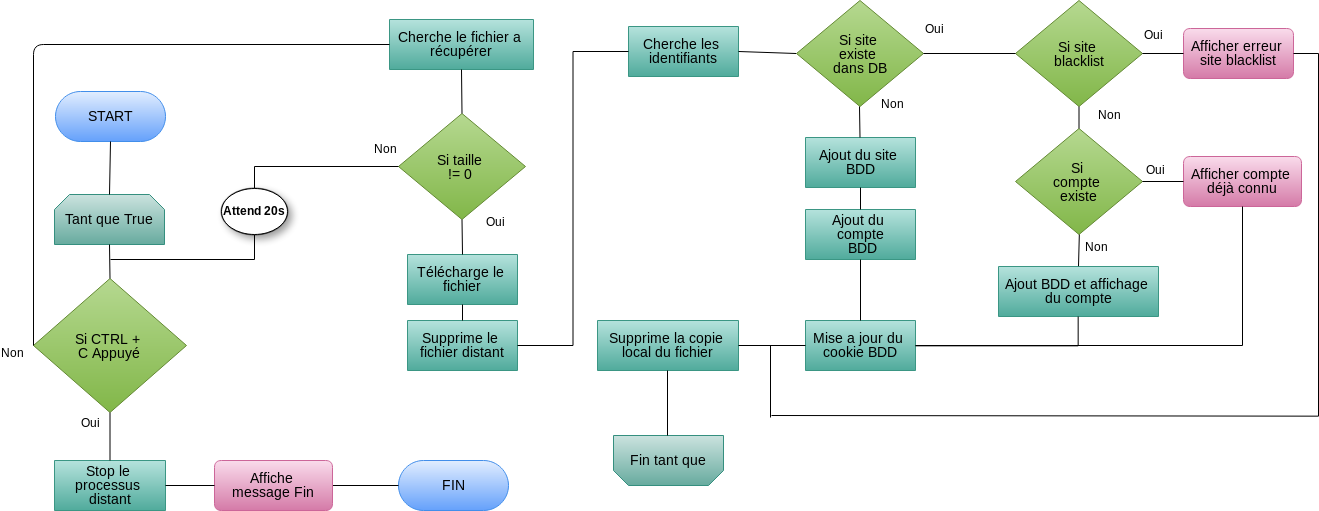 START
Tant que True
Si CTRL +
C Appuyé
Non
Oui
Stop le
processus
distant
Affiche
message Fin
FIN
Cherche le fichier a
récupérer
Si taille
!= 0
Non
Attend 20s
Oui
Télécharge le
fichier
Supprime le
fichier distant
Cherche les
identifiants
Si site
existe
dans DB
Oui
Non
Ajout du site
BDD
Ajout du
compte
BDD
Mise a jour du
cookie BDD
Si site
blacklist
Oui
Afficher erreur
site blacklist
Non
Si
compte
existe
Oui
Afficher compte
déjà connu
Non
Ajout BDD et affichage
du compte
Supprime la copie
local du fichier
Fin tant que